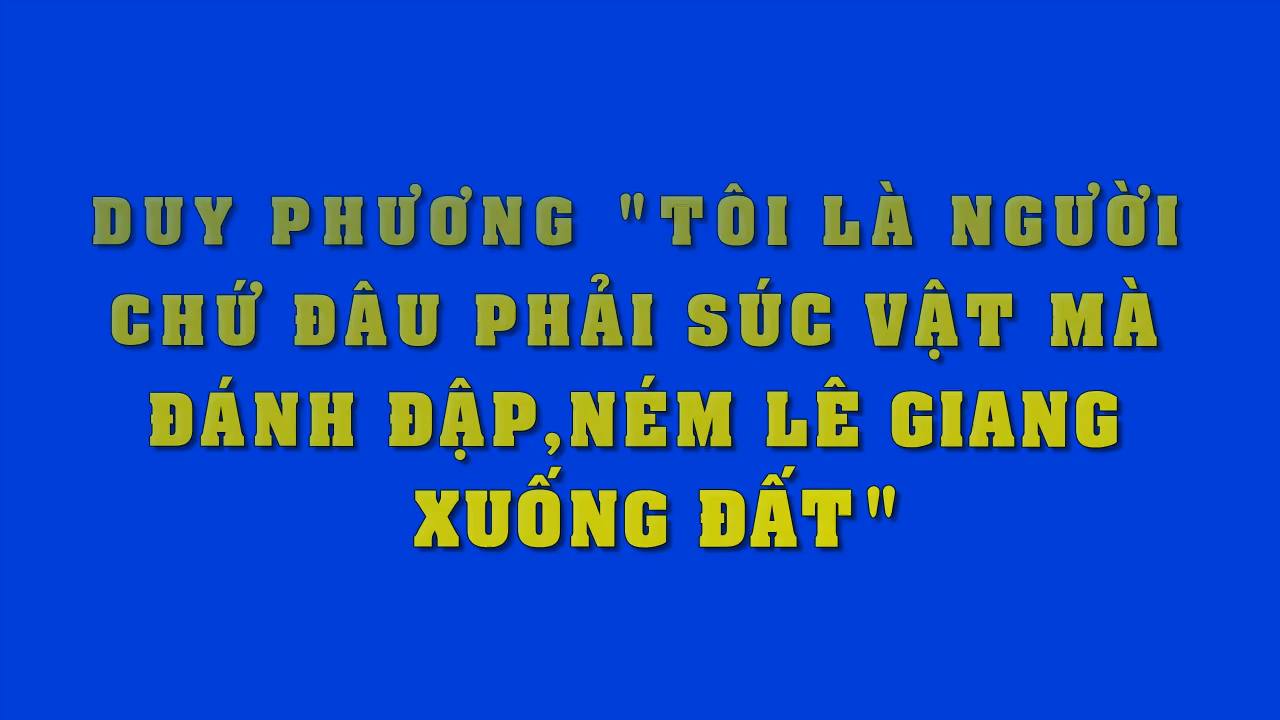 DUY PHƯƠNG "TÔI LÀ NGƯỜI
CHỨ ĐÂU PHẢI SÚC VẬT MÀ
ĐÁNH ĐẬP,NÉM LÊ GIANG
XUỐNG ĐẤT"